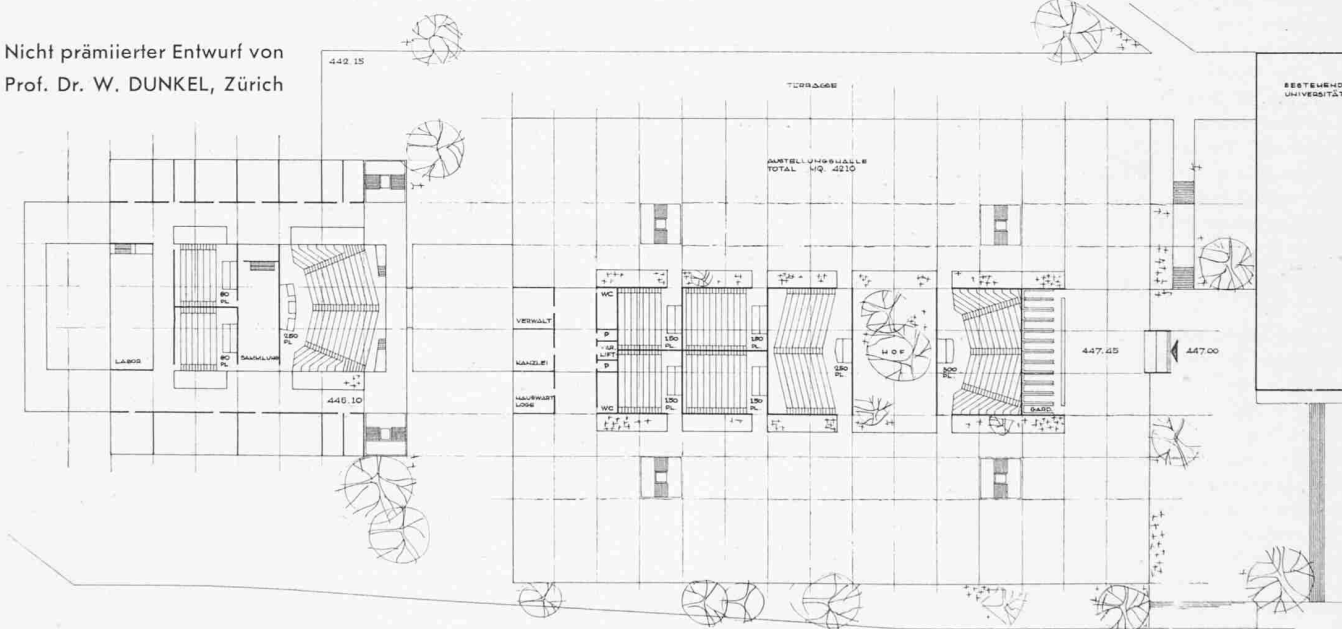 Nicht prämiierter Entwurf von
Prof. Dr. W. DUNKEL, Zürich
442.15
TERRASSE
BESTEHEND
UNIVERSITÄT
AUSTELLUNGSHALLE
TOTAL MQ. 4210
80
PL.
80
PL.
250
PL
LABOR
SAMMLUNG
446.10
VERWALT
KANZLEI
HAUSWART
LOGE
WC
P
LIFT
P
WC
150
PL.
150
PL.
150
PL.
150
PL.
250
PL.
HOF
500
PL.
GARD.
447.45
447.00